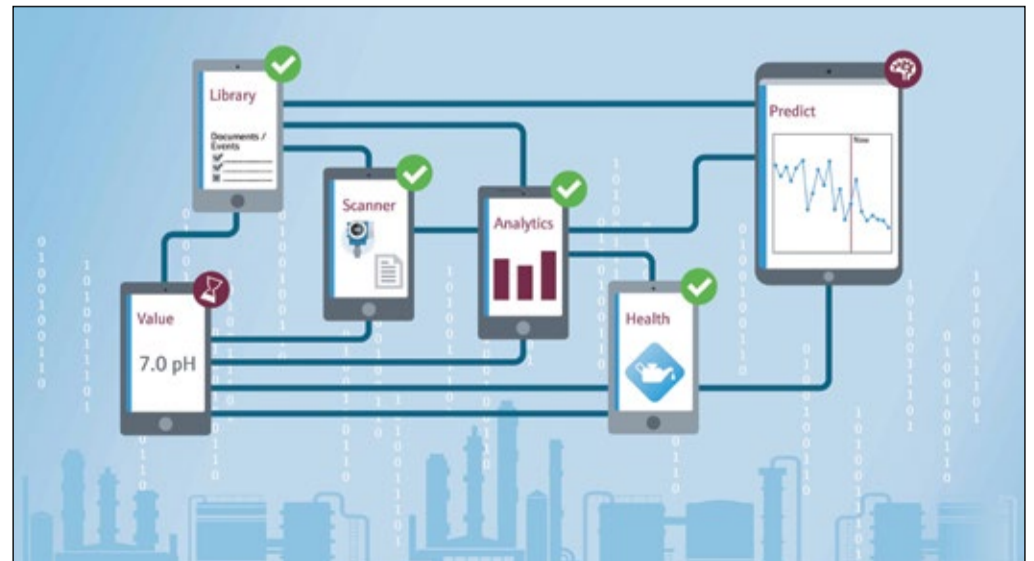 Library
Documents /
Events
Scanner
Analytics
Predict
Now
Value
7.0 pH
Health